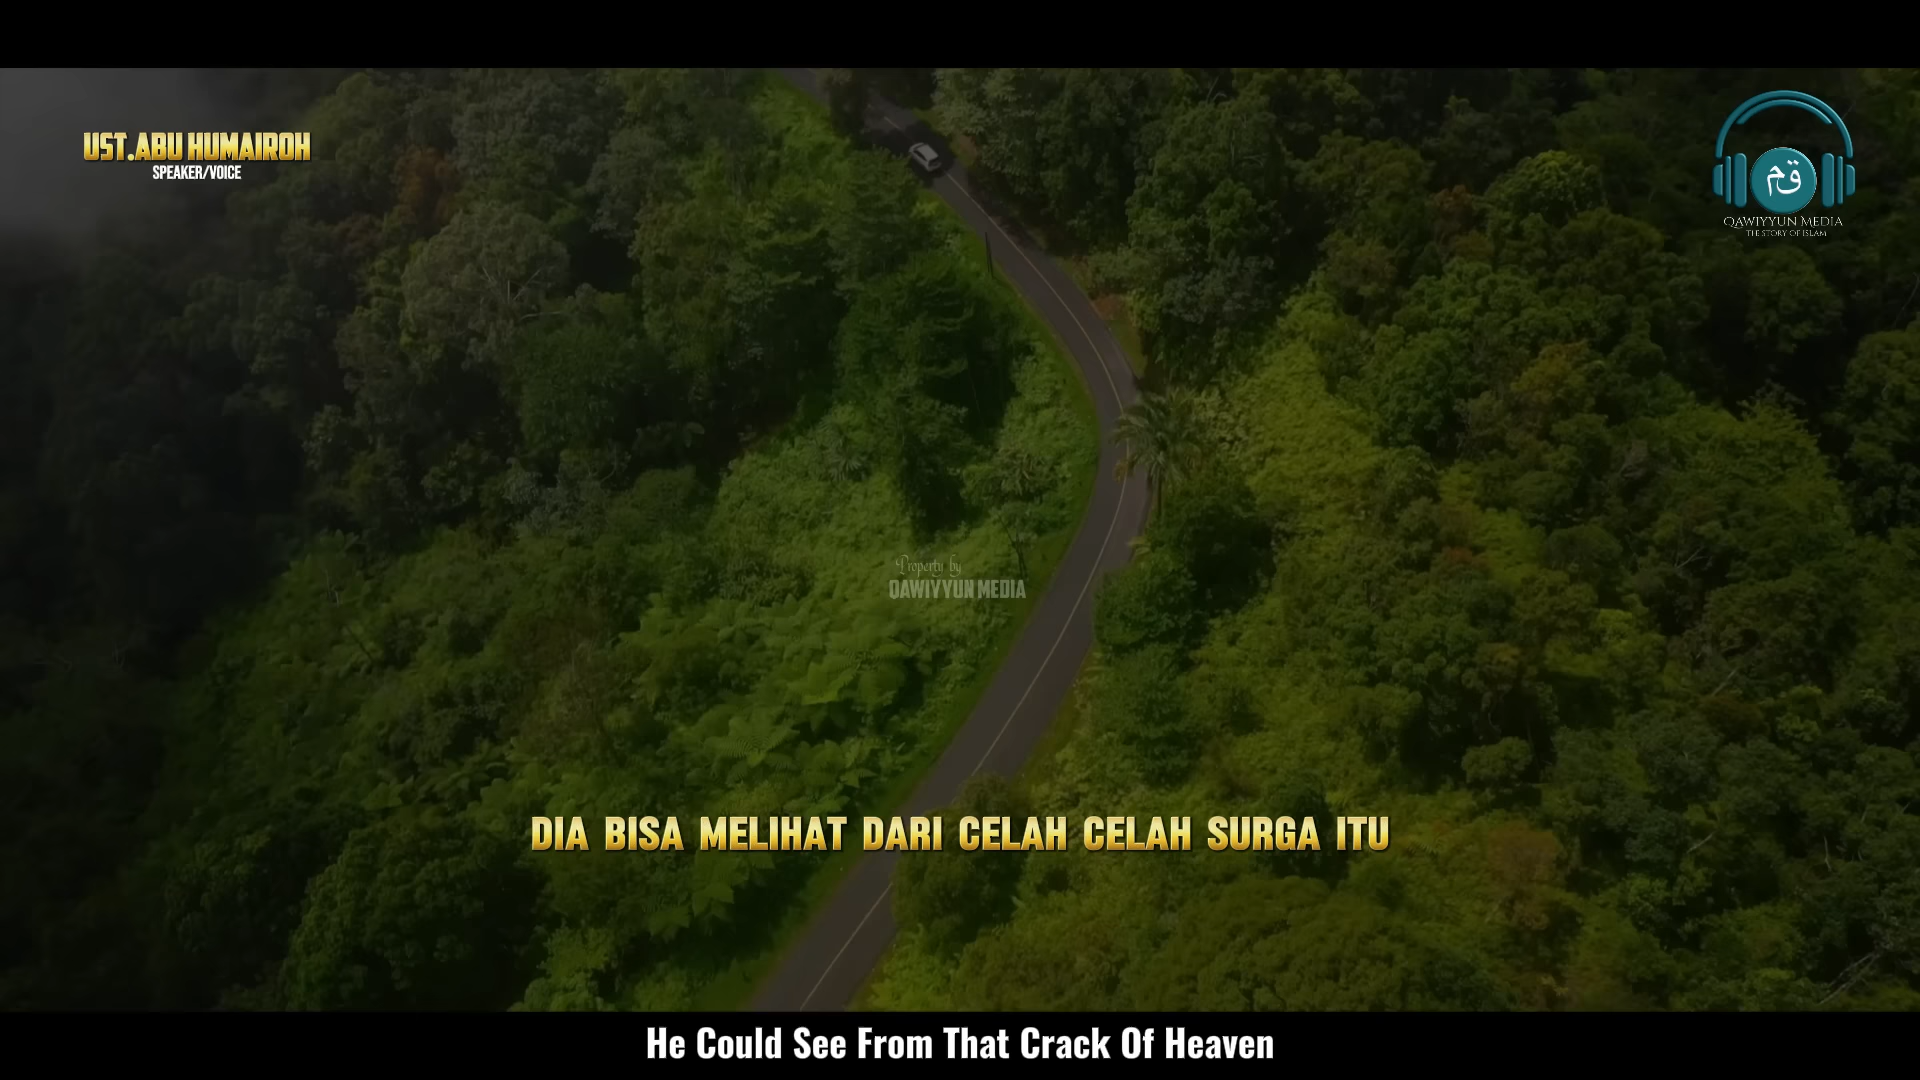 UST.ABU HUMAIROH
SPEAKER/VOICE
قم
QAWIYYUN MEDIA
THE STORY OF ISLAM
Property by
QAWIYYUN MEDIA
DIA BISA MELIHAT DARI CELAH CELAH SURGA ITU
He Could See From That Crack Of Heaven